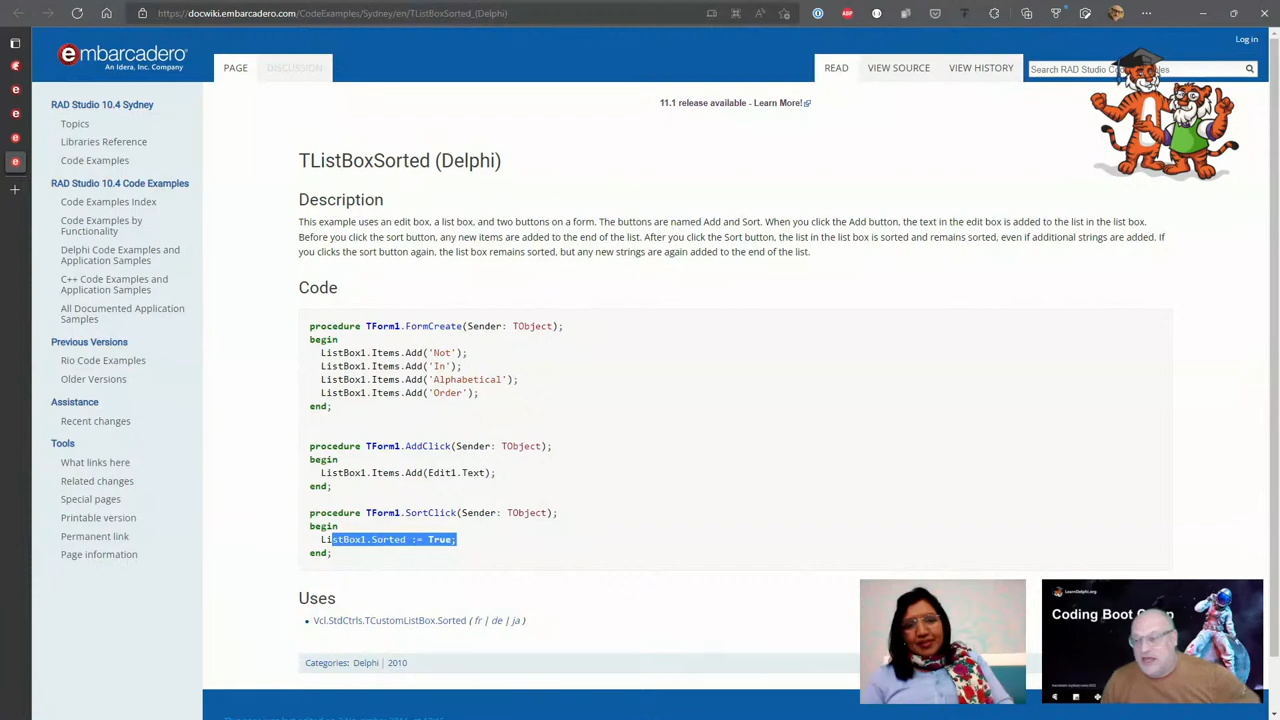 https://docwiki.embarcadero.com/CodeExamples/Sydney/en/TListBoxSorted_(Delphi)
Log in
embarcadero
An Idera, Inc. Company
PAGE
DISCUSSION
READ
VIEW SOURCE
VIEW HISTORY
Search RAD Studio
RAD Studio 10.4 Sydney
Topics
Libraries Reference
Code Examples
RAD Studio 10.4 Code Examples
Code Examples Index
Code Examples by
Functionality
Delphi Code Examples and
Application Samples
C++ Code Examples and
Application Samples
All Documented Application
Samples
Previous Versions
Rio Code Examples
Older Versions
Assistance
Recent changes
Tools
What links here
Related changes
Special pages
Printable version
Permanent link
Page information
11.1 release available - Learn More!
TListBoxSorted (Delphi)
Description
This example uses an edit box, a list box, and two buttons on a form. The buttons are named Add and Sort. When you click the Add button, the text in the edit box is added to the list in the list box.
Before you click the sort button, any new items are added to the end of the list. After you click the Sort button, the list in the list box is sorted and remains sorted, even if additional strings are added. If
you clicks the sort button again, the list box remains sorted, but any new strings are again added to the end of the list.
Code
procedure TForm1.FormCreate(Sender: TObject);
begin
ListBox1.Items.Add('Not');
ListBox1.Items.Add('In');
ListBox1.Items.Add('Alphabetical');
ListBox1.Items.Add('Order');
end;
procedure TForm1.AddClick(Sender: TObject);
begin
ListBox1.Items.Add(Edit1.Text);
end;
procedure TForm1.SortClick(Sender: TObject);
begin
ListBox1.Sorted := True;
end;
Uses
Vcl.StdCtrls.TCustomListBox.Sorted ( fr | de | ja )
Categories: Delphi | 2010
LearnDelphi.org
Coding Boot